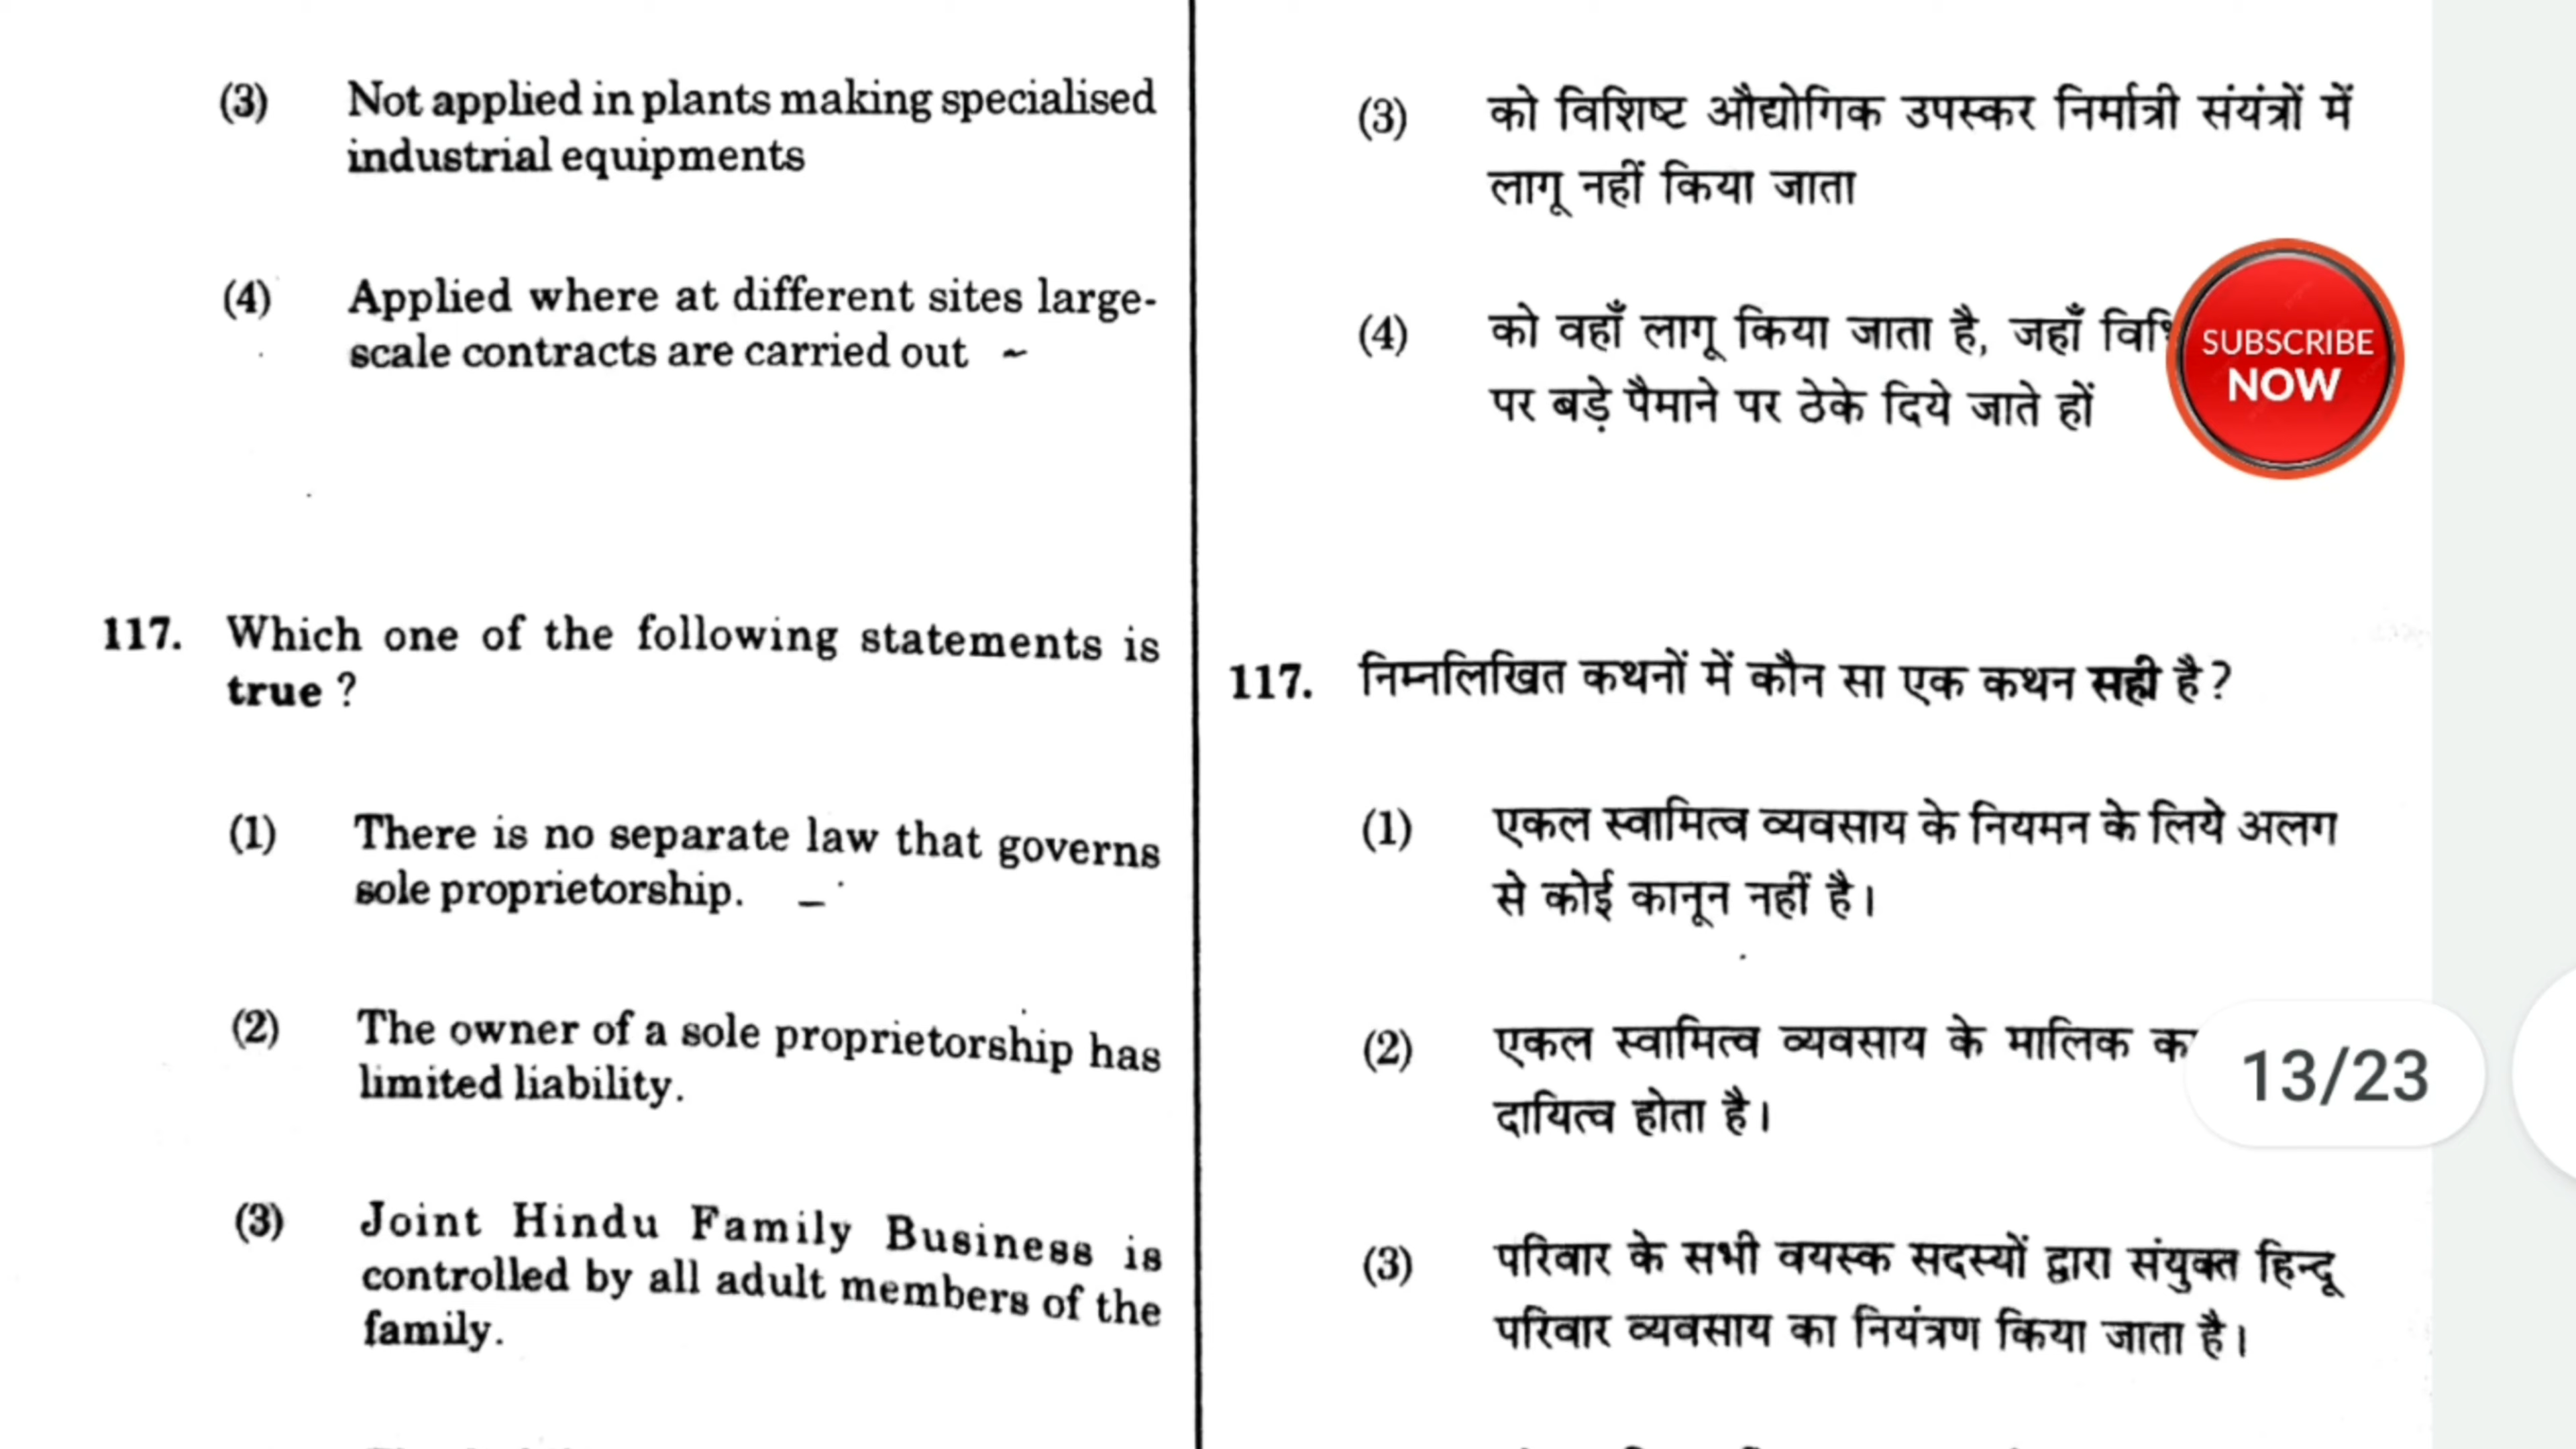 (3) Not applied in plants making specialised
industrial equipments
(4) Applied where at different sites large-
scale contracts are carried out
117. Which one of the following statements is
true ?
(1) There is no separate law that governs
sole proprietorship.
(2) The owner of a sole proprietorship has
limited liability.
(3) Joint Hindu Family Business is
controlled by all adult members of the
family.
(3) को विशिष्ट औद्योगिक उपस्कर निर्मात्री संयंत्रों में
लागू नहीं किया जाता
(4) को वहाँ लागू किया जाता है, जहाँ
पर बड़े पैमाने पर ठेके दिये जाते हों
SUBSCRIBE
NOW
117. निम्नलिखित कथनों में कौन सा एक कथन सही है ?
(1) एकल स्वामित्व व्यवसाय के नियमन के लिये अलग
से कोई कानून नहीं है।
(2) एकल स्वामित्व व्यवसाय के मालिक
दायित्व होता है।
13/23
(3) परिवार के सभी वयस्क सदस्यों द्वारा संयुक्त हिन्दू
परिवार व्यवसाय का नियंत्रण किया जाता है।